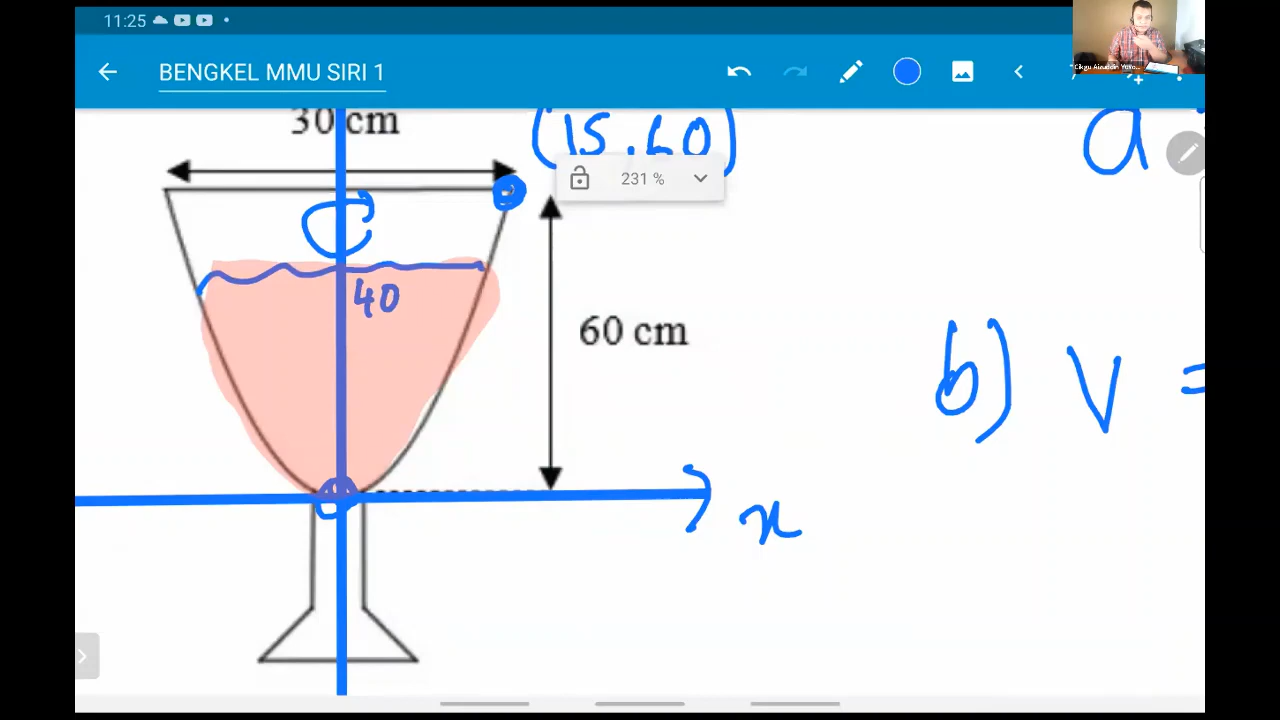 11:25
BENGKEL MMU SIRI 1
30 cm
(15,60)
a
231 %
40
60 cm
b) V =
x